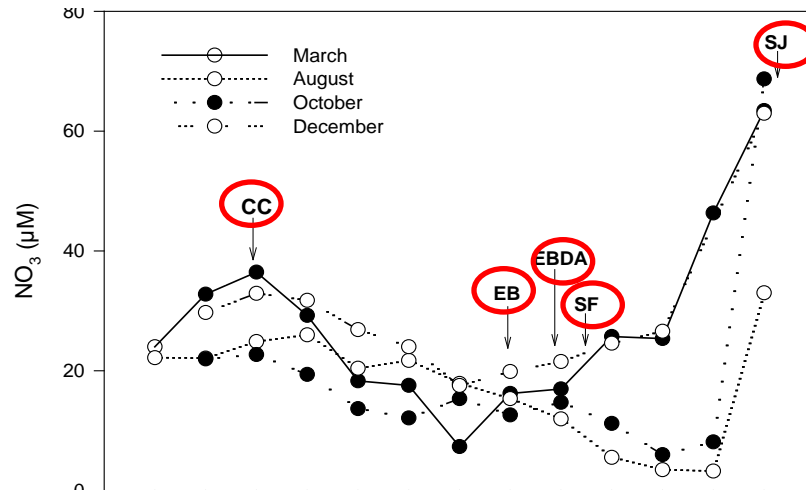 80
SJ
March
August
October
December
60
CC
40
EBDA
EB
SF
20
0
NO3 (µM)